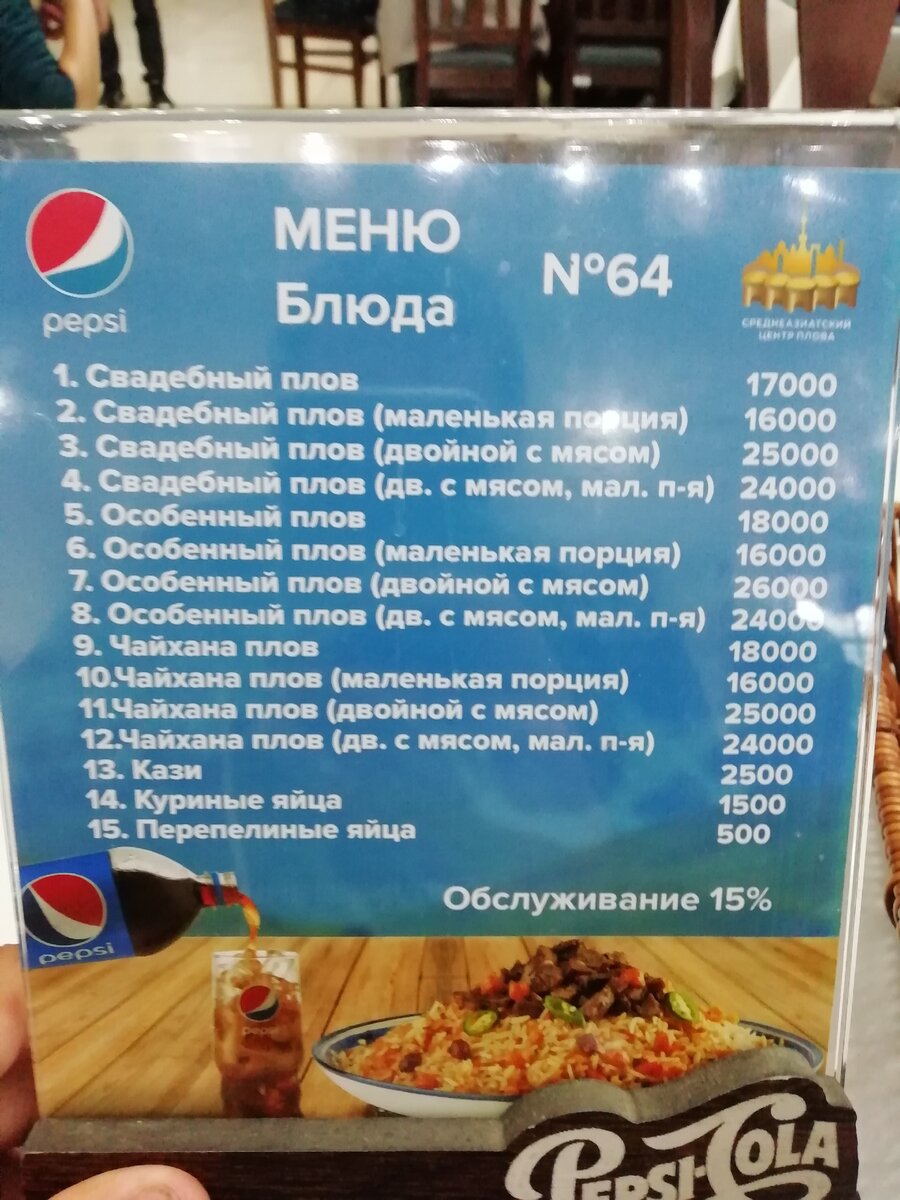 pepsi
МЕНЮ
Блюда
№64
СРЕДНЕАЗИАТСКИЙ
ЦЕНТР ПЛОВА
1. Свадебный плов 17000
2. Свадебный плов (маленькая порция) 16000
3. Свадебный плов (двойной с мясом) 25000
4. Свадебный плов (дв. с мясом, мал. п-я) 24000
5. Особенный плов 18000
6. Особенный плов (маленькая порция) 16000
7. Особенный плов (двойной с мясом) 26000
8. Особенный плов (дв. с мясом, мал. п-я) 24000
9. Чайхана плов 18000
10.Чайхана плов (маленькая порция) 16000
11.Чайхана плов (двойной с мясом) 25000
12.Чайхана плов (дв. с мясом, мал. п-я) 24000
13. Кази 2500
14. Куриные яйца 1500
15. Перепелиные яйца 500
Обслуживание 15%
pepsi
pepsi
PEPSI-COLA